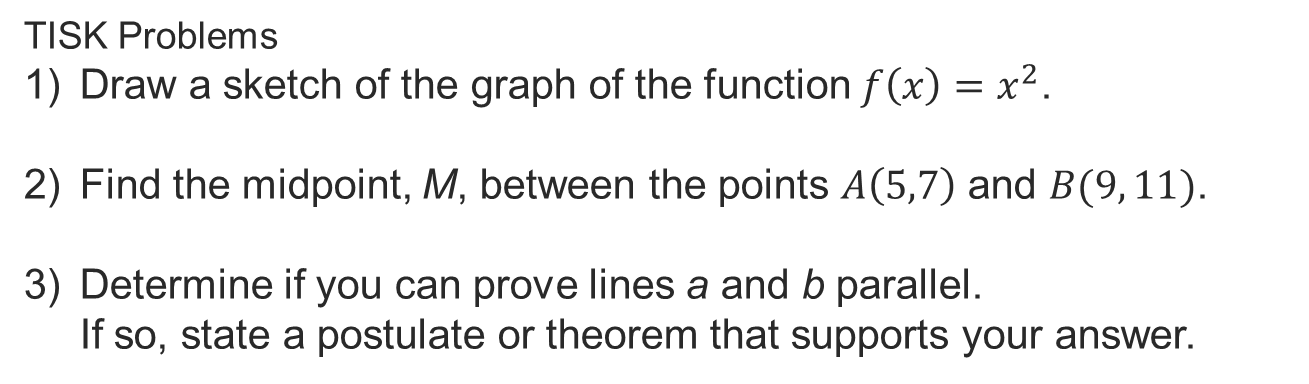 TISK Problems
1) Draw a sketch of the graph of the function f(x) = x².
2) Find the midpoint, M, between the points A(5,7) and B(9, 11).
3) Determine if you can prove lines a and b parallel.
If so, state a postulate or theorem that supports your answer.